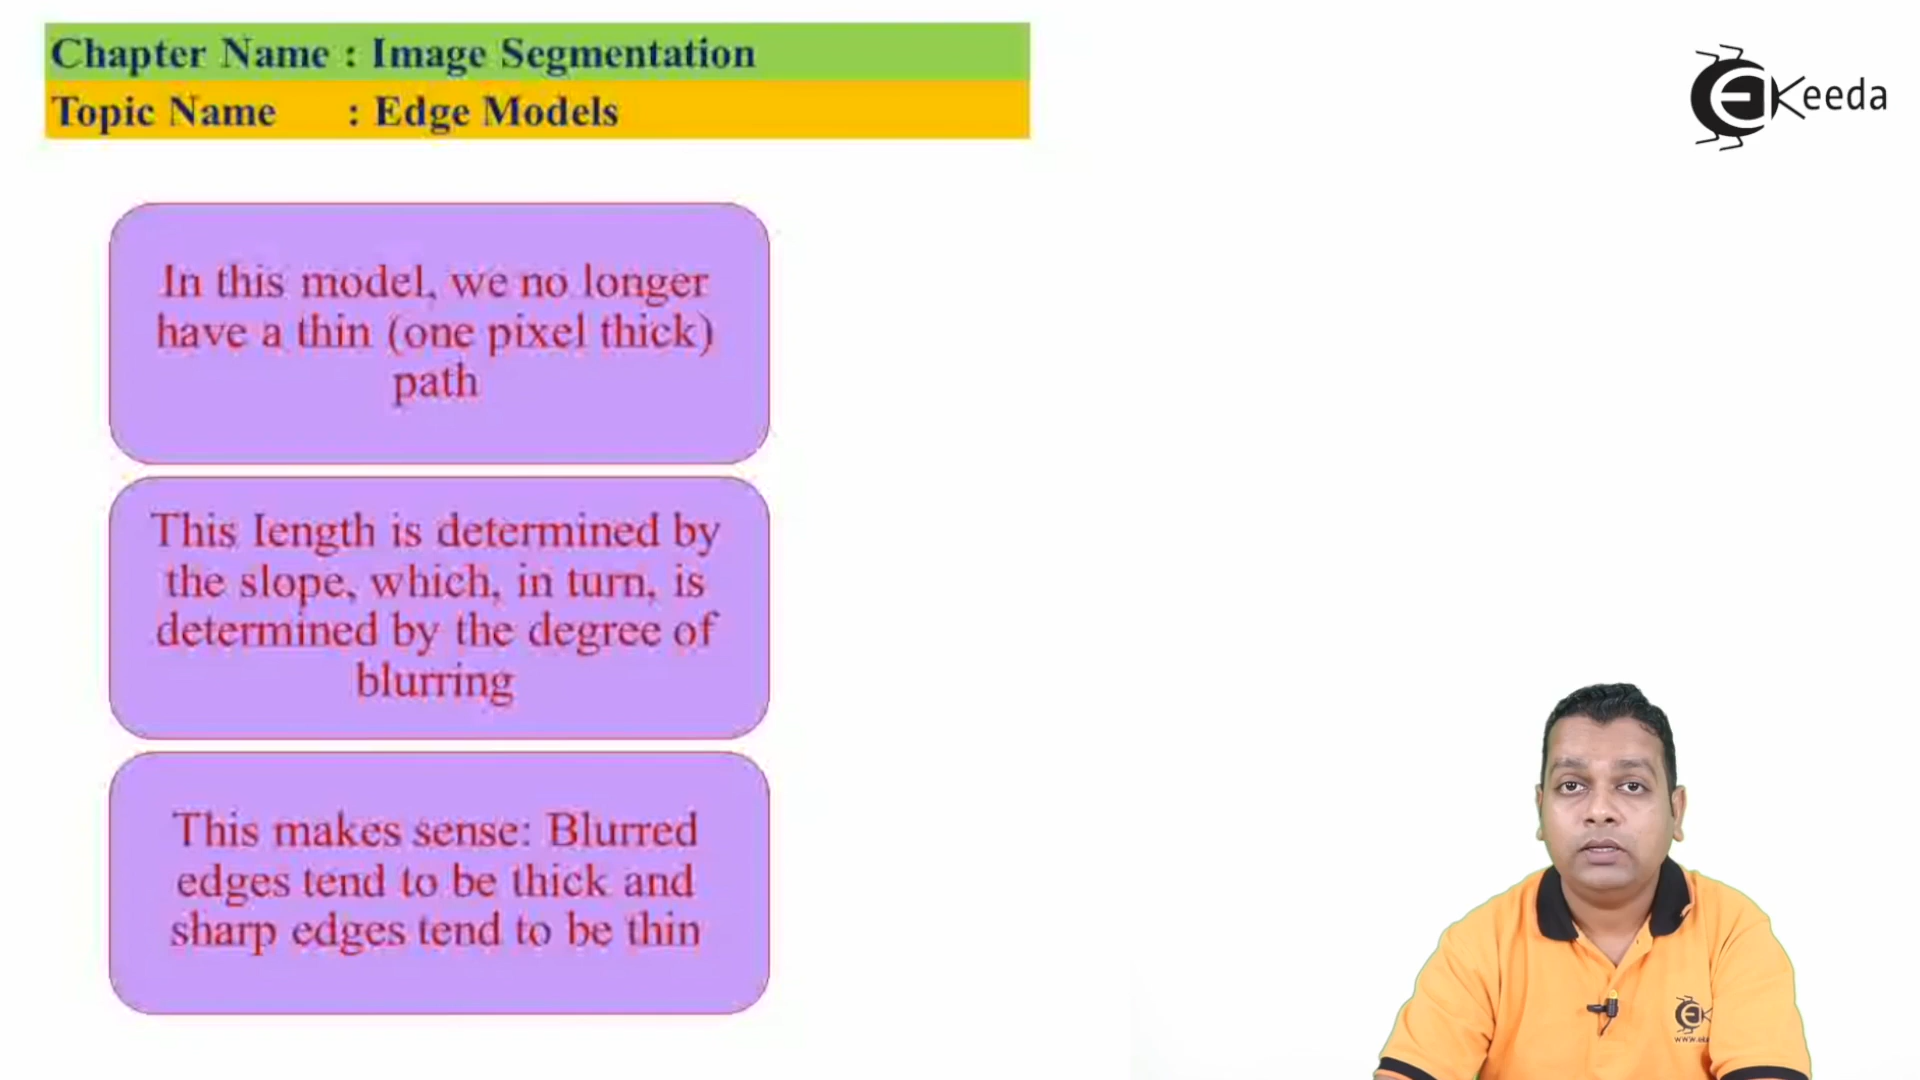 Chapter Name : Image Segmentation
Topic Name : Edge Models
EKeeda
In this model, we no longer
have a thin (one pixel thick)
path
This length is determined by
the slope, which, in turn, is
determined by the degree of
blurring
This makes sense: Blurred
edges tend to be thick and
sharp edges tend to be thin